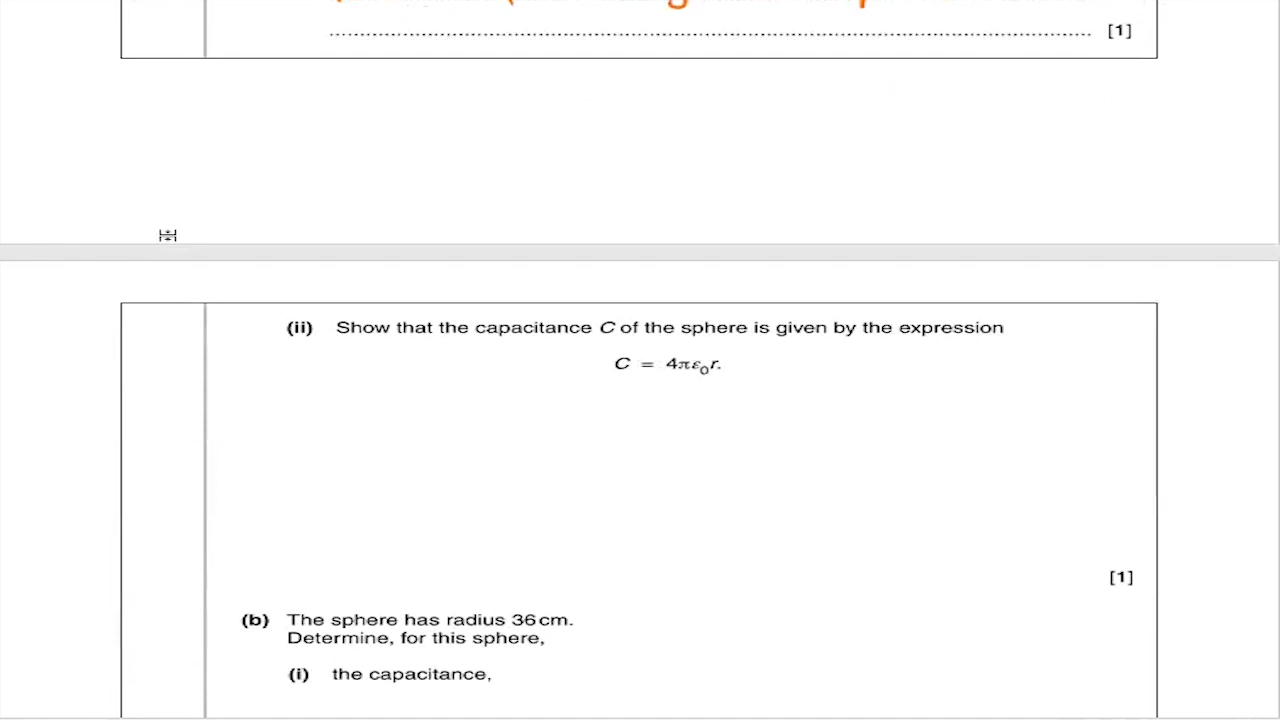 [1]
(ii) Show that the capacitance C of the sphere is given by the expression
C = 4πε₀r.
[1]
(b) The sphere has radius 36 cm.
Determine, for this sphere,
(i) the capacitance,